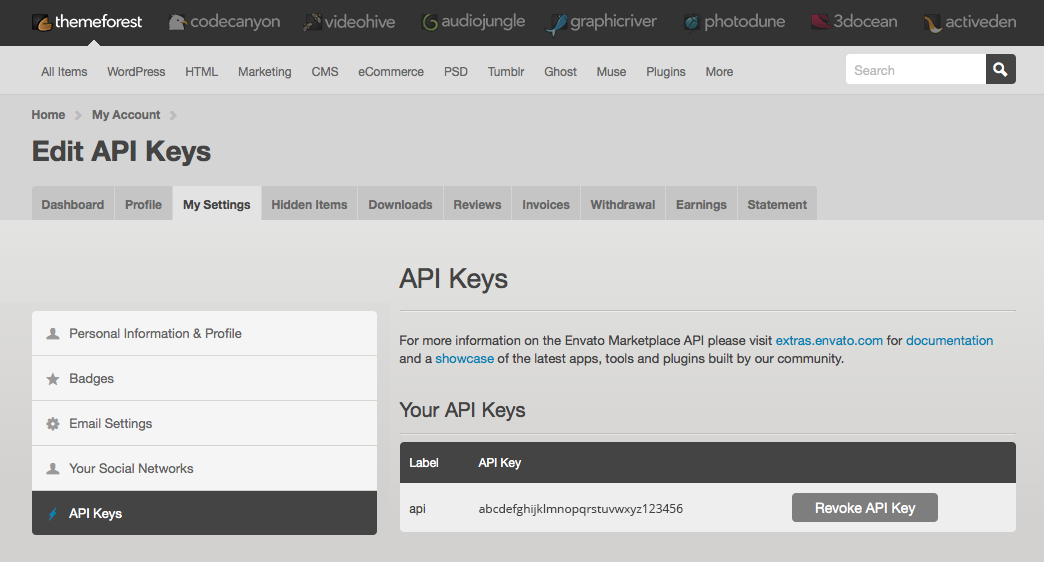 themeforest codecanyon videohive audiojungle graphicriver photodune 3docean activeden
All Items WordPress HTML Marketing CMS eCommerce PSD Tumblr Ghost Muse Plugins More Search
Home My Account
Edit API Keys
Dashboard Profile My Settings Hidden Items Downloads Reviews Invoices Withdrawal Earnings Statement
Personal Information & Profile
Badges
Email Settings
Your Social Networks
API Keys
API Keys
For more information on the Envato Marketplace API please visit extras.envato.com for documentation
and a showcase of the latest apps, tools and plugins built by our community.
Your API Keys
Label API Key
api abcdefghijklmnopqrstuvwxyz123456 Revoke API Key